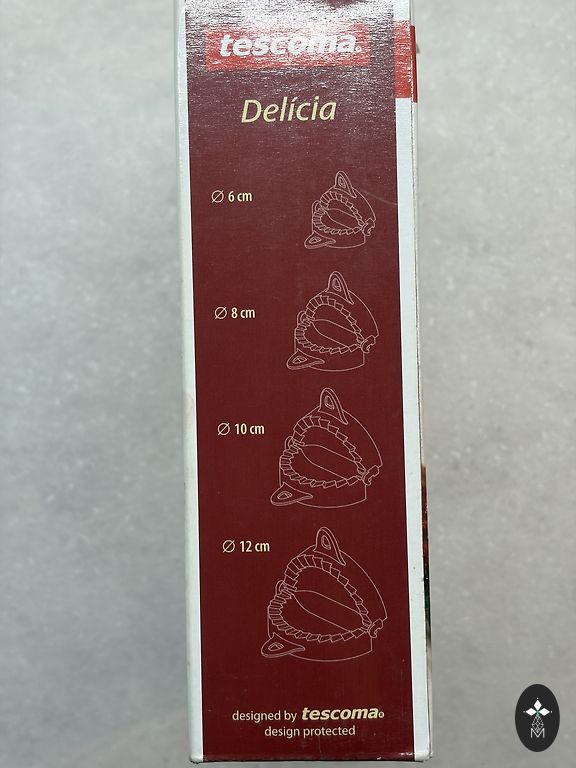 tescoma®
Delícia
Ø 6 cm
Ø 8 cm
Ø 10 cm
Ø 12 cm
designed by tescoma®
design protected
M